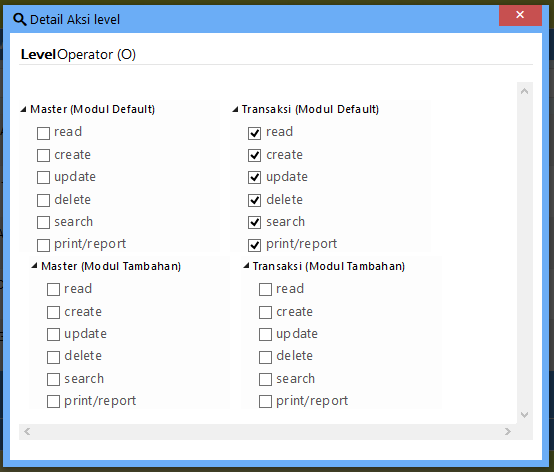 Detail Aksi level
x
LevelOperator (O)
Master (Modul Default)
read
create
update
delete
search
print/report
Transaksi (Modul Default)
read
create
update
delete
search
print/report
Master (Modul Tambahan)
read
create
update
delete
search
print/report
Transaksi (Modul Tambahan)
read
create
update
delete
search
print/report